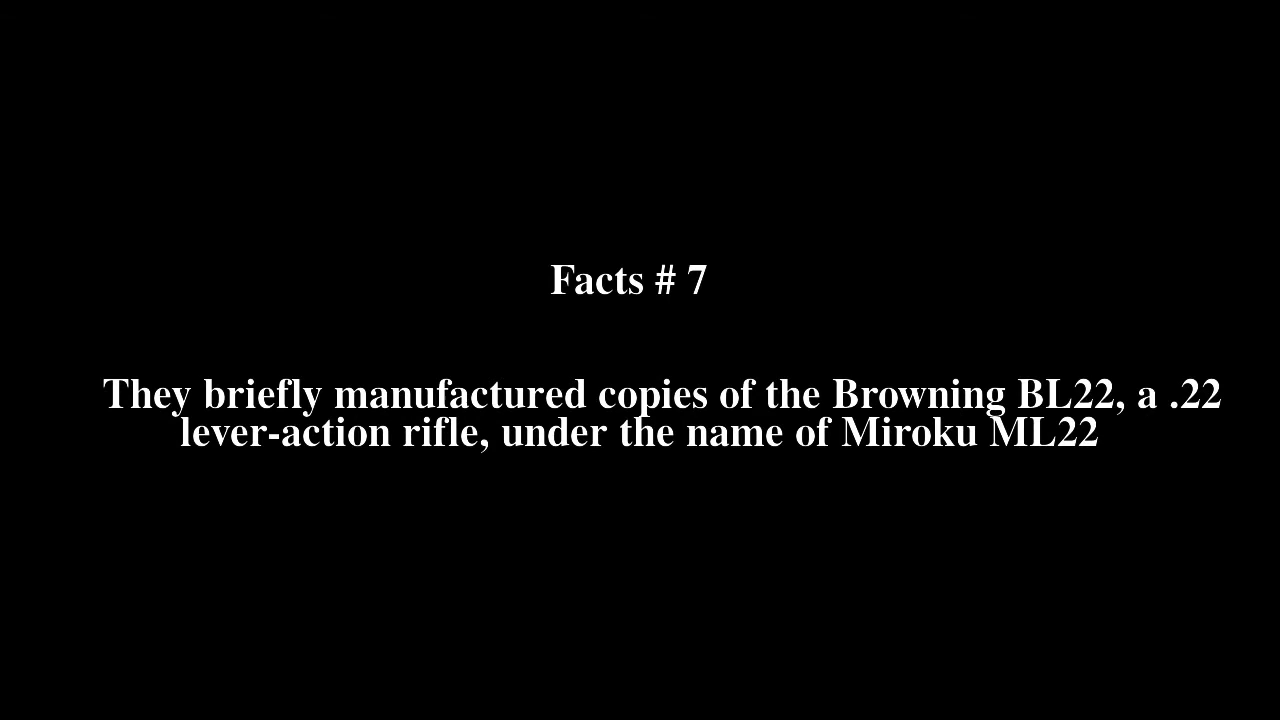 Facts # 7
They briefly manufactured copies of the Browning BL22, a .22
lever-action rifle, under the name of Miroku ML22